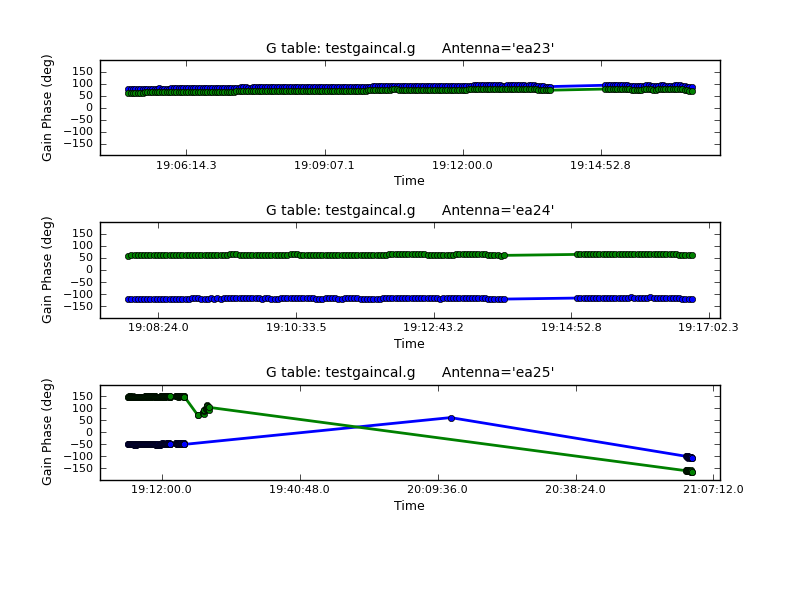 G table: testgaincal.g Antenna='ea23'
Gain Phase (deg)
150
100
50
0
−50
−100
−150
19:06:14.3 19:09:07.1 19:12:00.0 19:14:52.8
Time
G table: testgaincal.g Antenna='ea24'
Gain Phase (deg)
150
100
50
0
−50
−100
−150
19:08:24.0 19:10:33.5 19:12:43.2 19:14:52.8 19:17:02.3
Time
G table: testgaincal.g Antenna='ea25'
Gain Phase (deg)
150
100
50
0
−50
−100
−150
19:12:00.0 19:40:48.0 20:09:36.0 20:38:24.0 21:07:12.0
Time